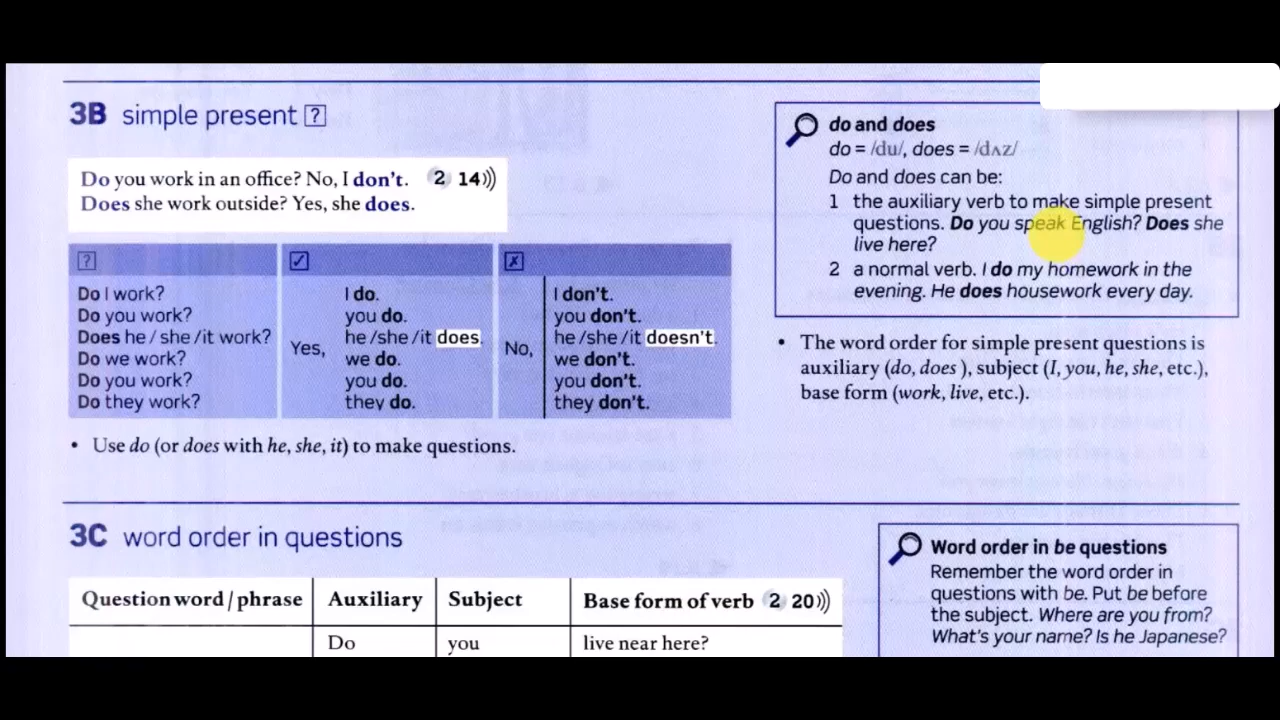 3B simple present ?
Do you work in an office? No, I don't. 2 14
Does she work outside? Yes, she does.
? ✓ ✗
Do I work?
Do you work?
Does he / she / it work?
Do we work?
Do you work?
Do they work?
Yes,
I do.
you do.
he/she/it does.
we do.
you do.
they do.
No,
I don't.
you don't.
he/she/it doesn't.
we don't.
you don't.
they don't.
• Use do (or does with he, she, it) to make questions.
do and does
do = /du/, does = /dʌz/
Do and does can be:
1 the auxiliary verb to make simple present
questions. Do you speak English? Does she
live here?
2 a normal verb. I do my homework in the
evening. He does housework every day.
• The word order for simple present questions is
auxiliary (do, does ), subject (I, you, he, she, etc.),
base form (work, live, etc.).
3C word order in questions
Question word / phrase Auxiliary Subject Base form of verb 2 20
Do you live near here?
Word order in be questions
Remember the word order in
questions with be. Put be before
the subject. Where are you from?
What's your name? Is he Japanese?